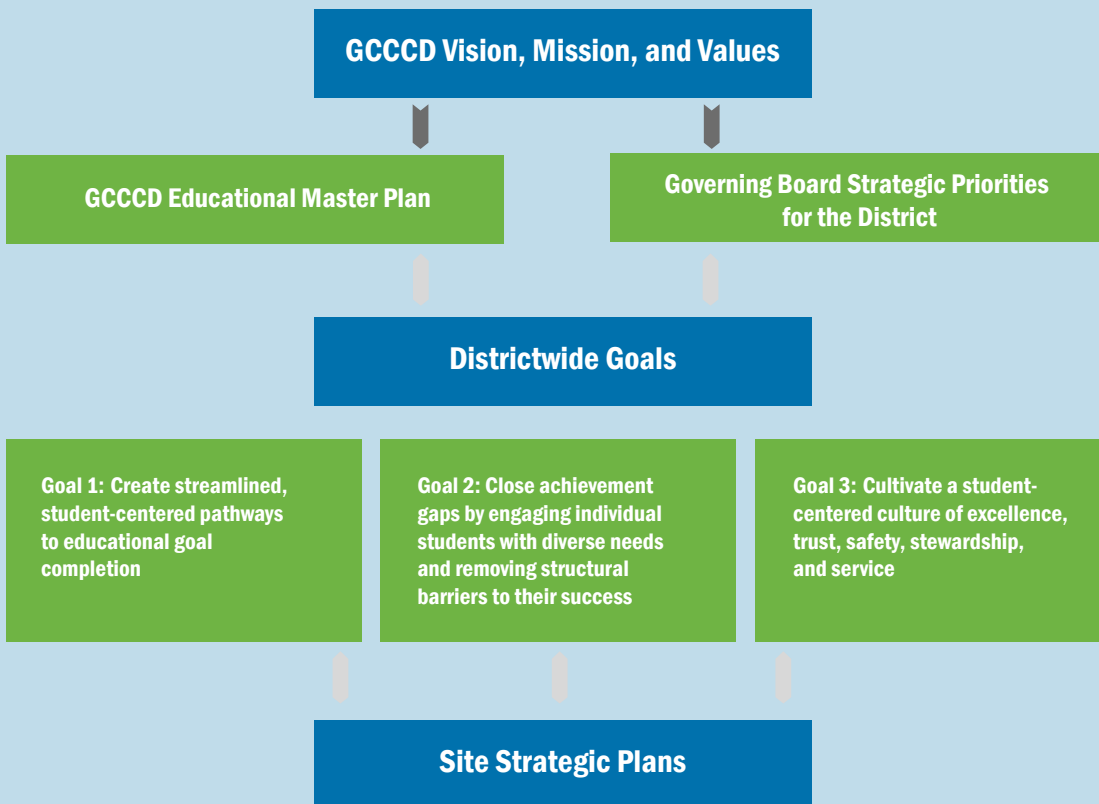 GCCCD Vision, Mission, and Values
GCCCD Educational Master Plan
Governing Board Strategic Priorities
for the District
Districtwide Goals
Goal 1: Create streamlined,
student-centered pathways
to educational goal
completion
Goal 2: Close achievement
gaps by engaging individual
students with diverse needs
and removing structural
barriers to their success
Goal 3: Cultivate a student-
centered culture of excellence,
trust, safety, stewardship,
and service
Site Strategic Plans